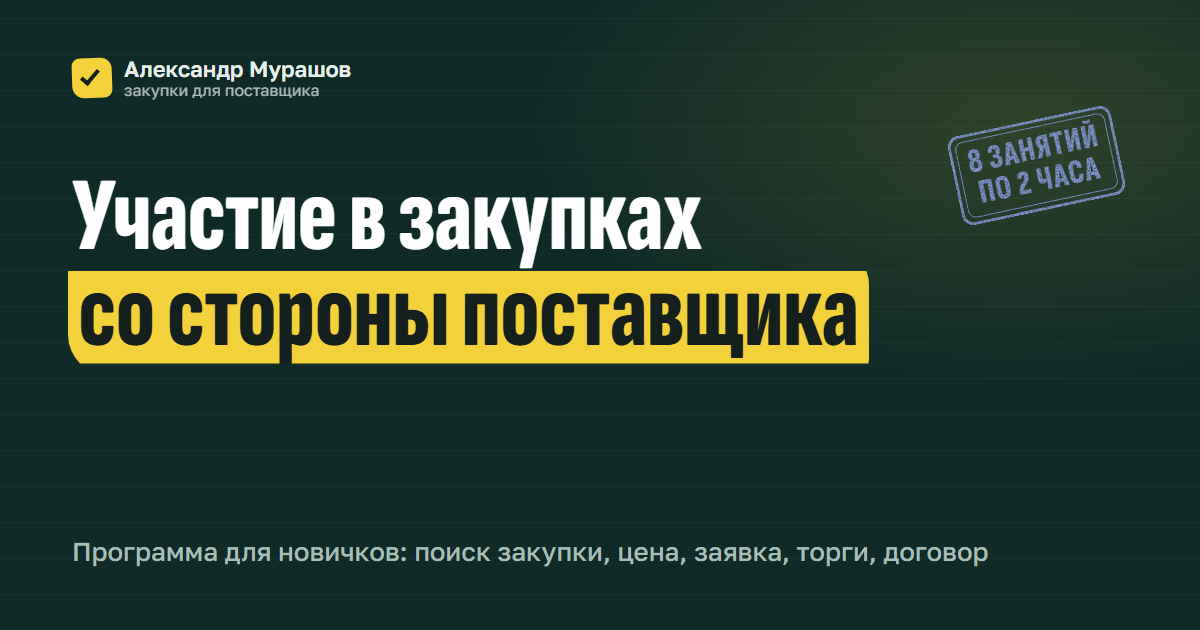 Александр Мурашов
закупки для поставщика
8 ЗАНЯТИЙ
ПО 2 ЧАСА
Участие в закупках
со стороны поставщика
Программа для новичков: поиск закупки, цена, заявка, торги, договор